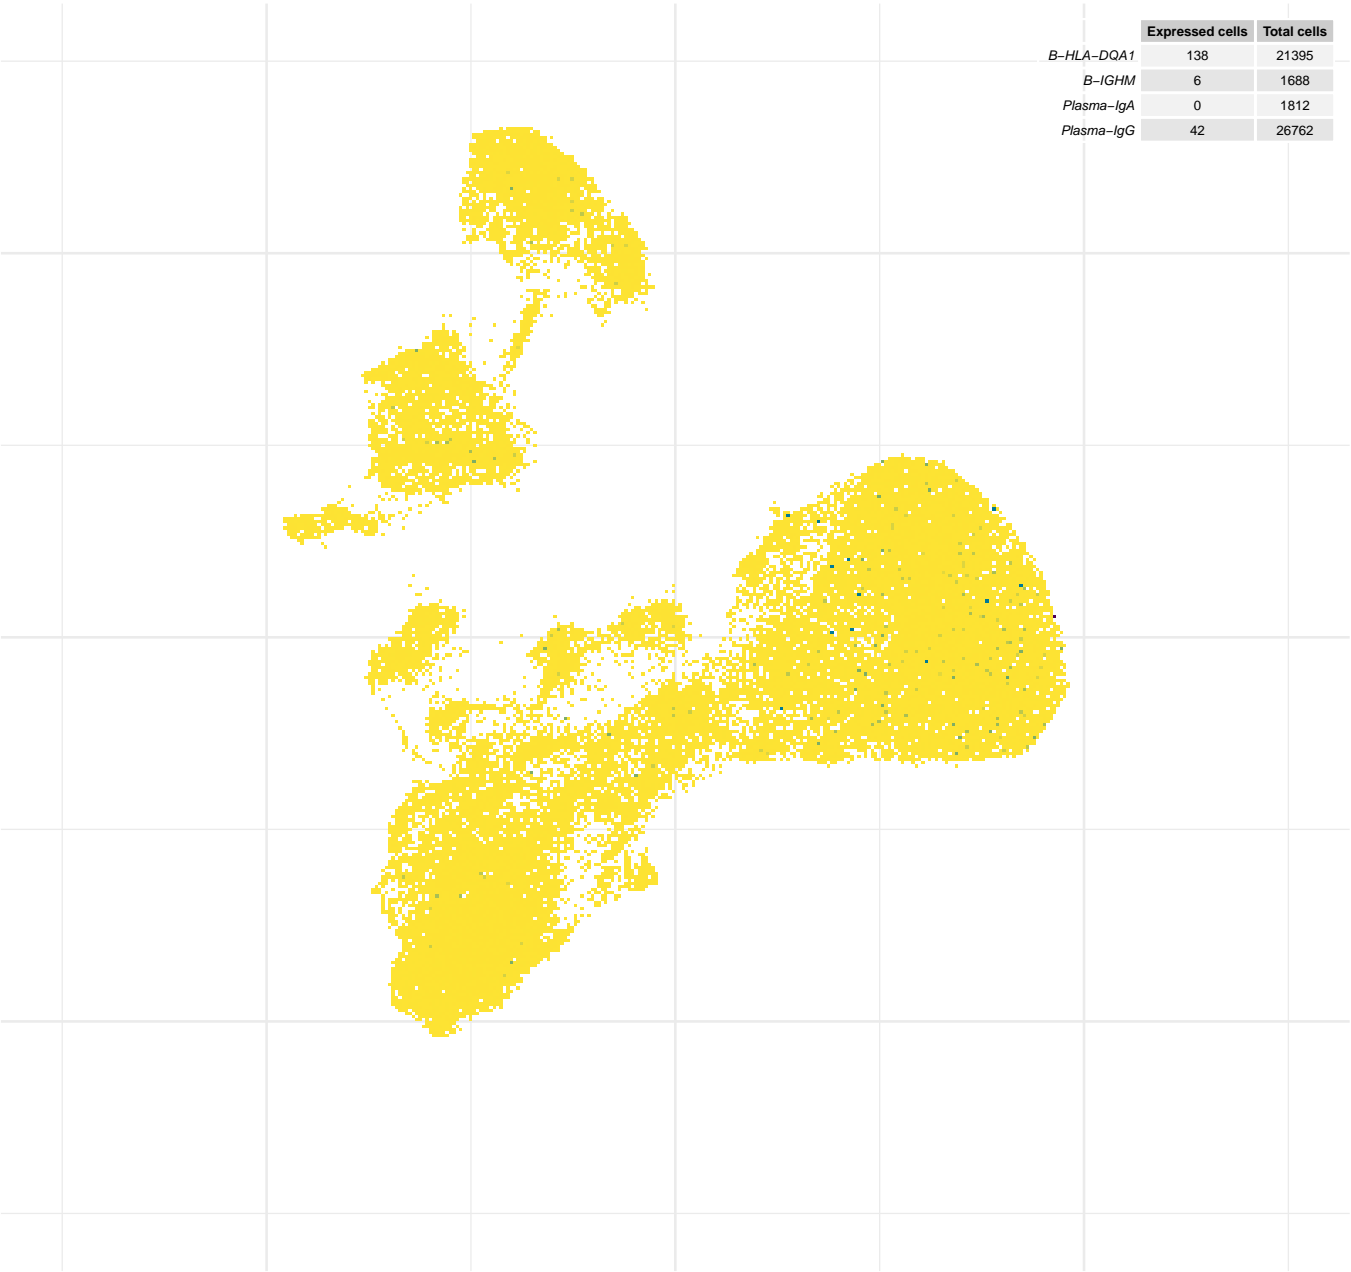 Expressed cells Total cells
B−HLA−DQA1 138 21395
B−IGHM 6 1688
Plasma−IgA 0 1812
Plasma−IgG 42 26762